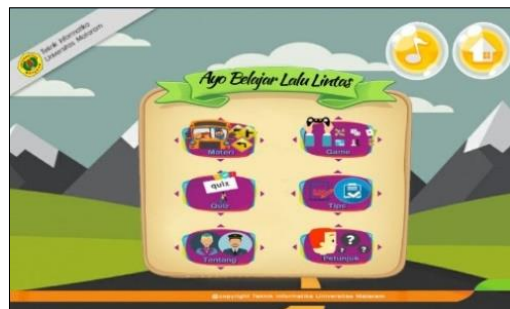 Teknik Informatika
Universitas Mataram
Ayo Belajar Lalu Lintas
Materi
Game
quiz
Quiz
Tips
Tentang
Petunjuk
@copyright Teknik Informatika Universitas Mataram